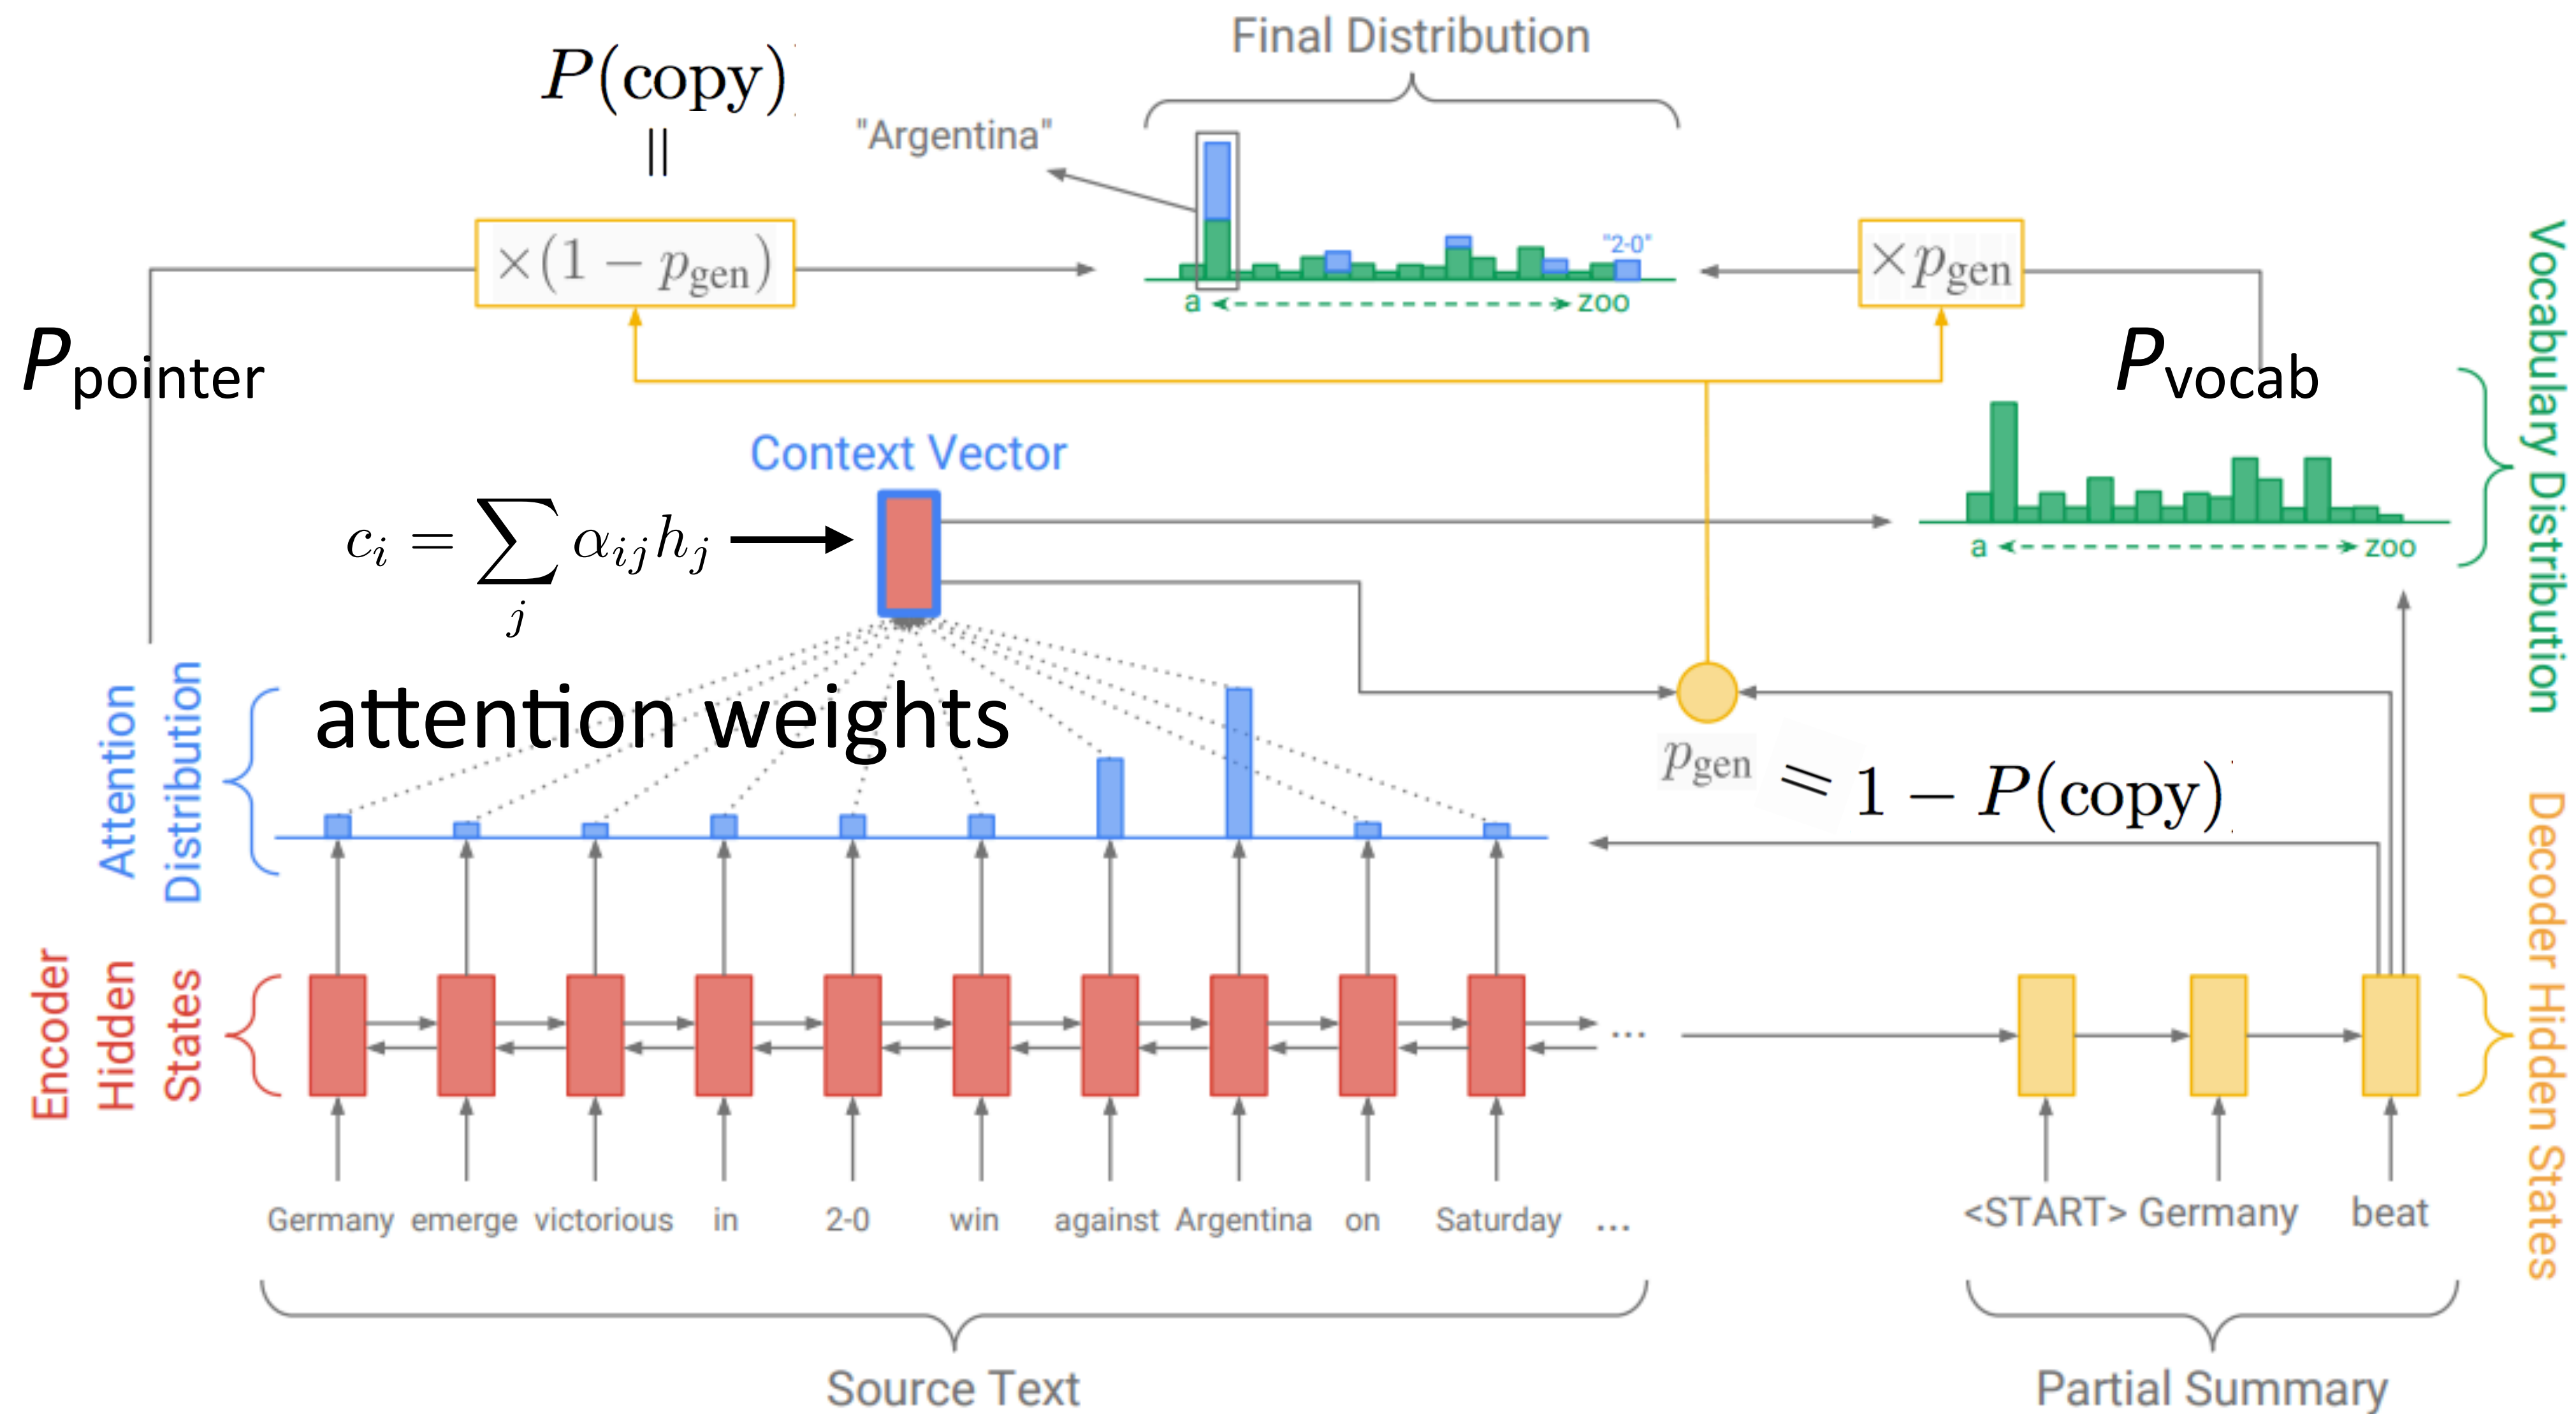 Final Distribution
P(copy)
||
"Argentina"
×(1 − p_gen)
"2-0"
×p_gen
a
zoo
P_pointer
P_vocab
Context Vector
c_i = ∑_j α_ij h_j
a
zoo
Vocabulary Distribution
Attention
Distribution
attention weights
p_gen = 1 − P(copy)
Encoder
Hidden
States
...
Decoder Hidden States
Germany emerge victorious in 2-0 win against Argentina on Saturday ...
<START> Germany beat
Source Text
Partial Summary